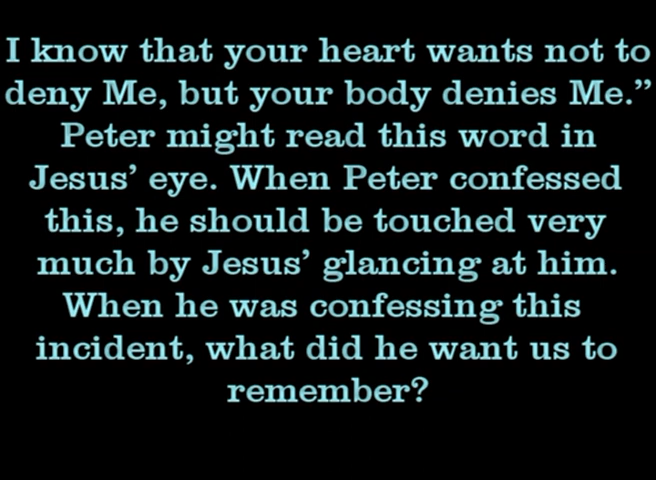 I know that your heart wants not to
deny Me, but your body denies Me.”
Peter might read this word in
Jesus’ eye. When Peter confessed
this, he should be touched very
much by Jesus’ glancing at him.
When he was confessing this
incident, what did he want us to
remember?